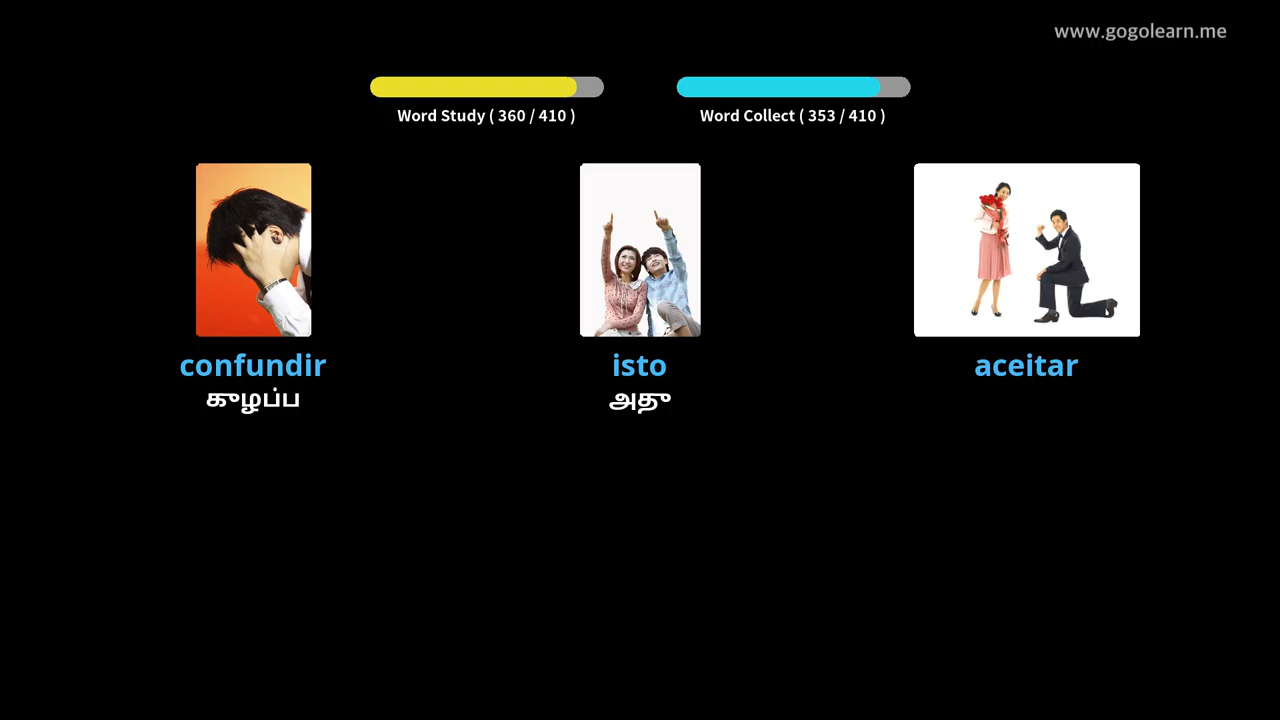 www.gogolearn.me
Word Study ( 360 / 410 )
Word Collect ( 353 / 410 )
confundir
isto
aceitar
குழப்ப
அது